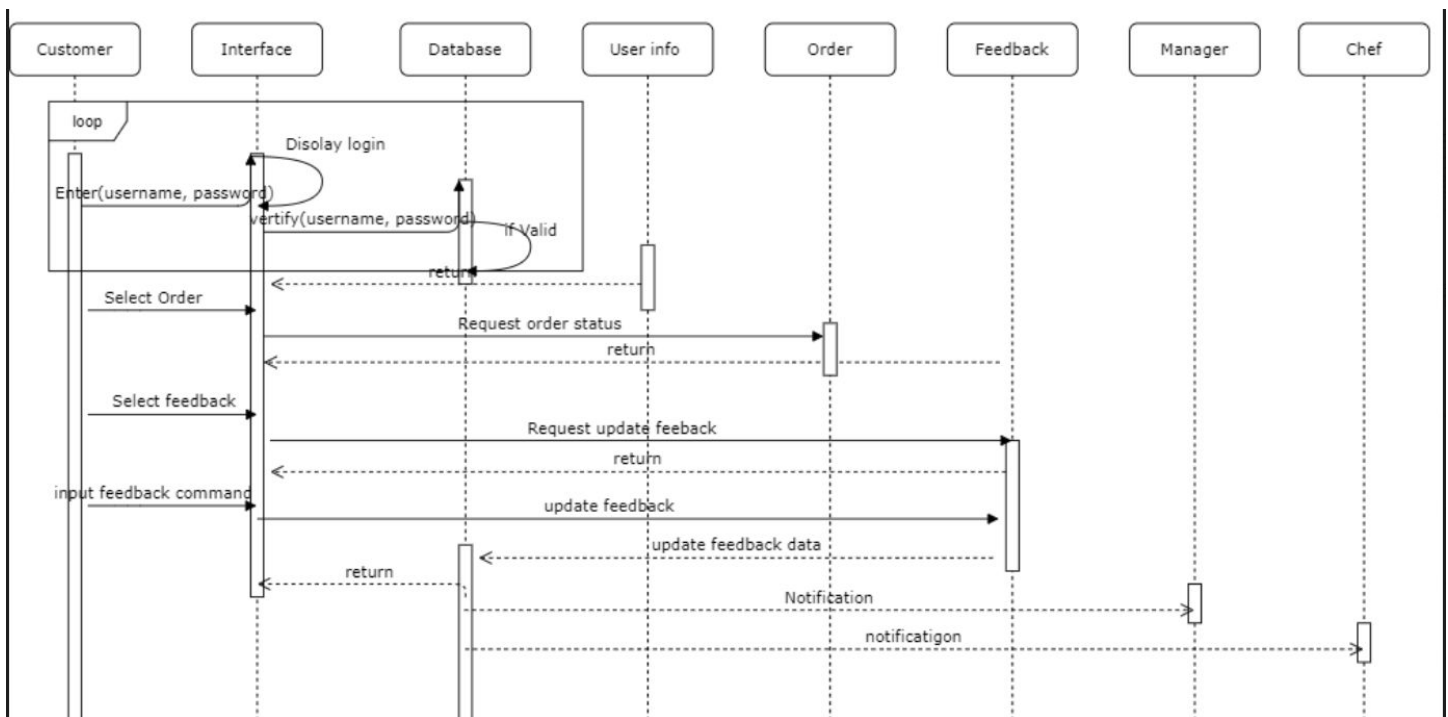 Customer
Interface
Database
User info
Order
Feedback
Manager
Chef
loop
Disolay login
Enter(username, password)
vertify(username, password)
if Valid
return
Select Order
Request order status
return
Select feedback
Request update feeback
return
input feedback command
update feedback
update feedback data
return
Notification
notificatigon